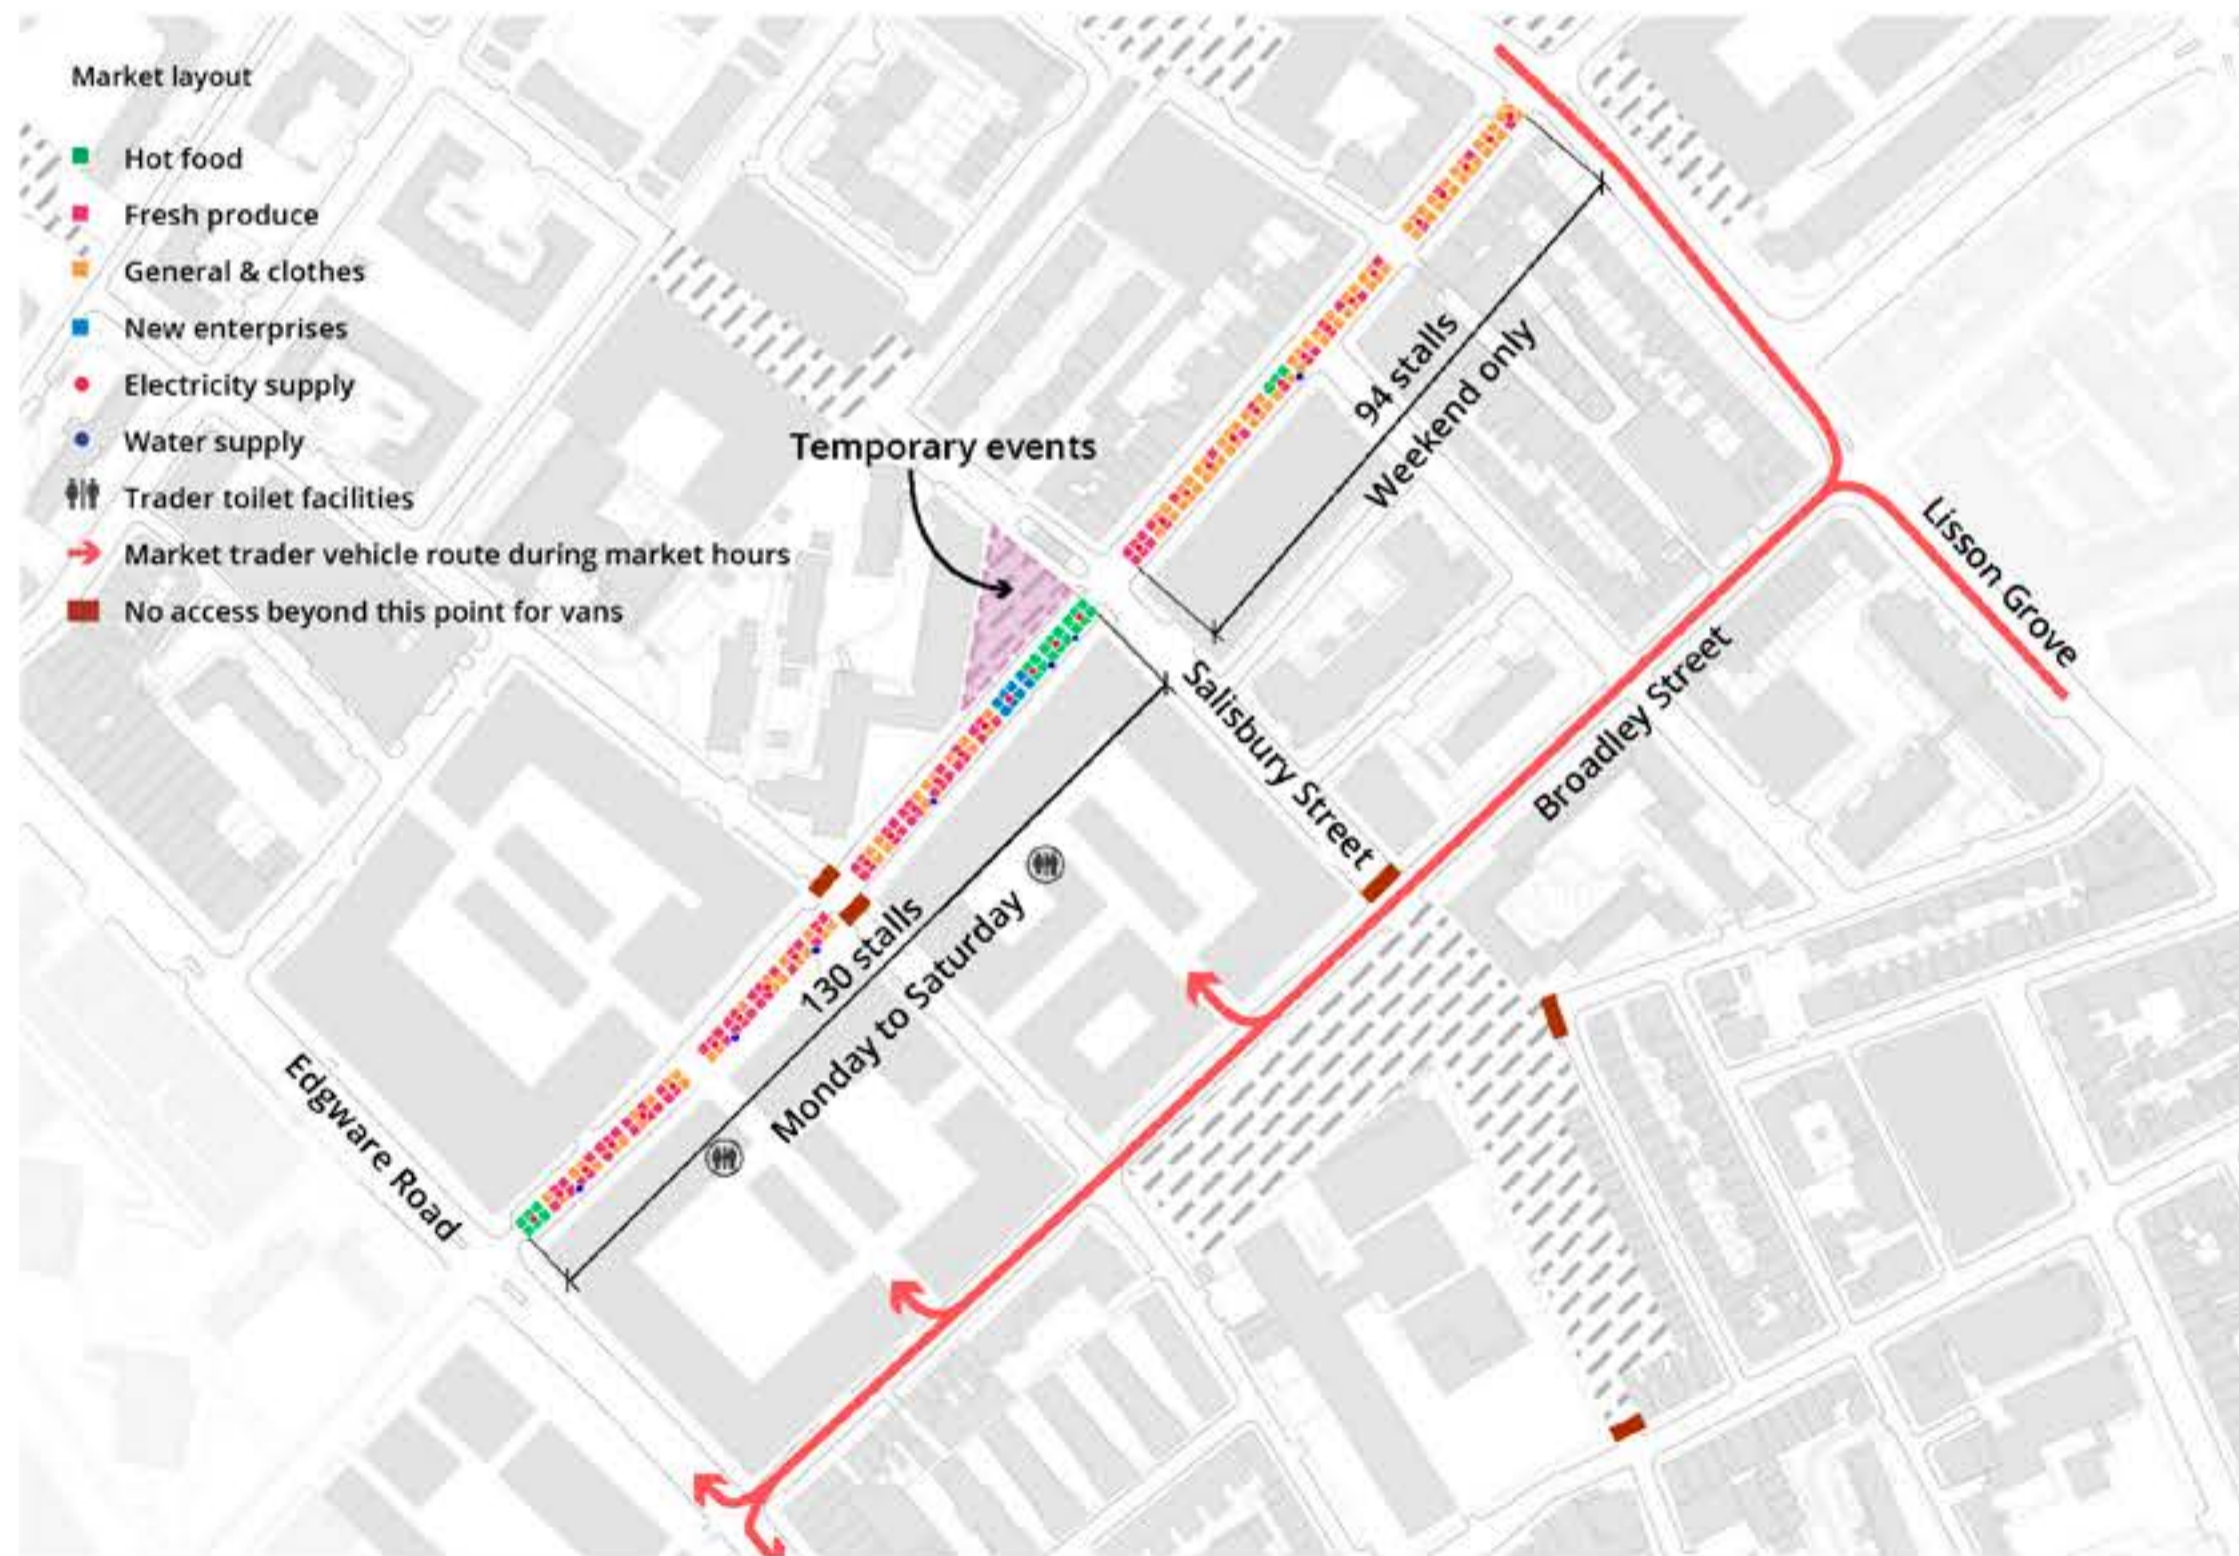 Market layout
Hot food
Fresh produce
General & clothes
New enterprises
Electricity supply
Water supply
Trader toilet facilities
Market trader vehicle route during market hours
No access beyond this point for vans
Temporary events
94 stalls
Weekend only
Lisson Grove
Salisbury Street
Broadley Street
130 stalls
Monday to Saturday
Edgware Road